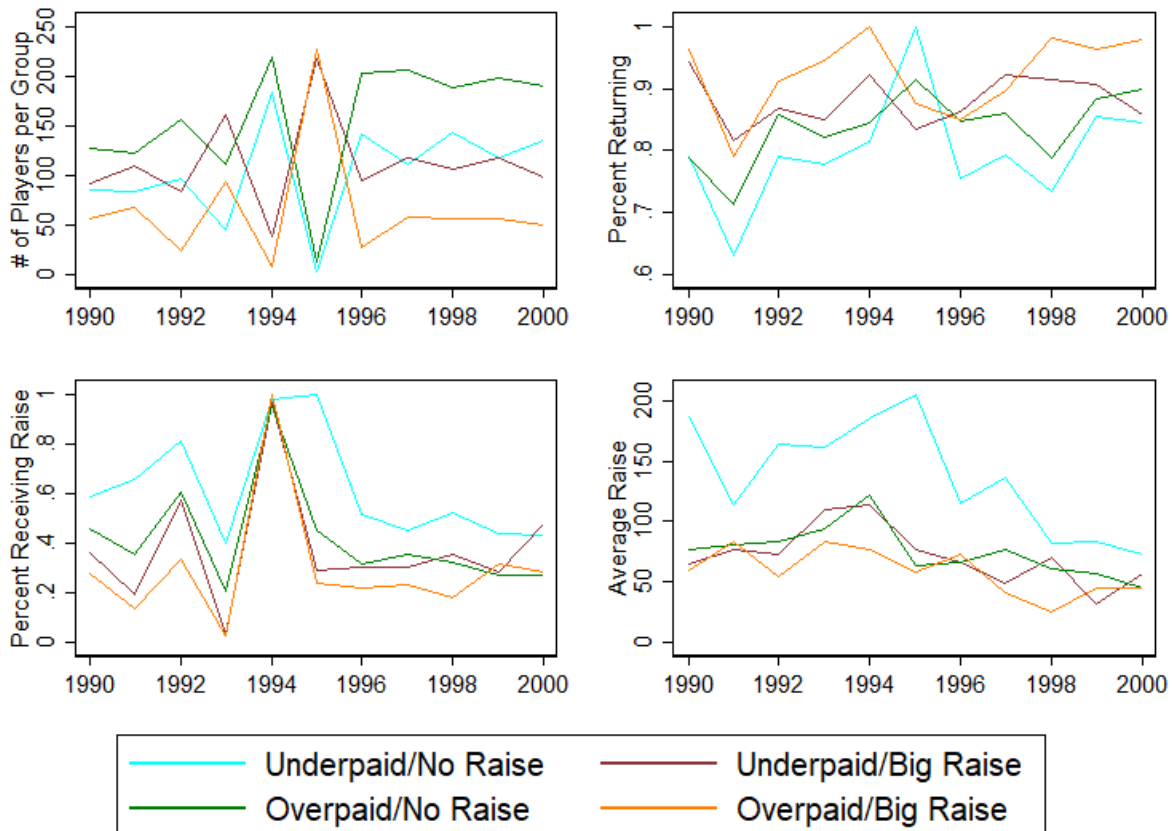 # of Players per Group
0 50 100 150 200 250
1990 1992 1994 1996 1998 2000
Percent Returning
.6 .7 .8 .9 1
1990 1992 1994 1996 1998 2000
Percent Receiving Raise
0 .2 .4 .6 .8 1
1990 1992 1994 1996 1998 2000
Average Raise
0 50 100 150 200
1990 1992 1994 1996 1998 2000
Underpaid/No Raise Underpaid/Big Raise
Overpaid/No Raise Overpaid/Big Raise